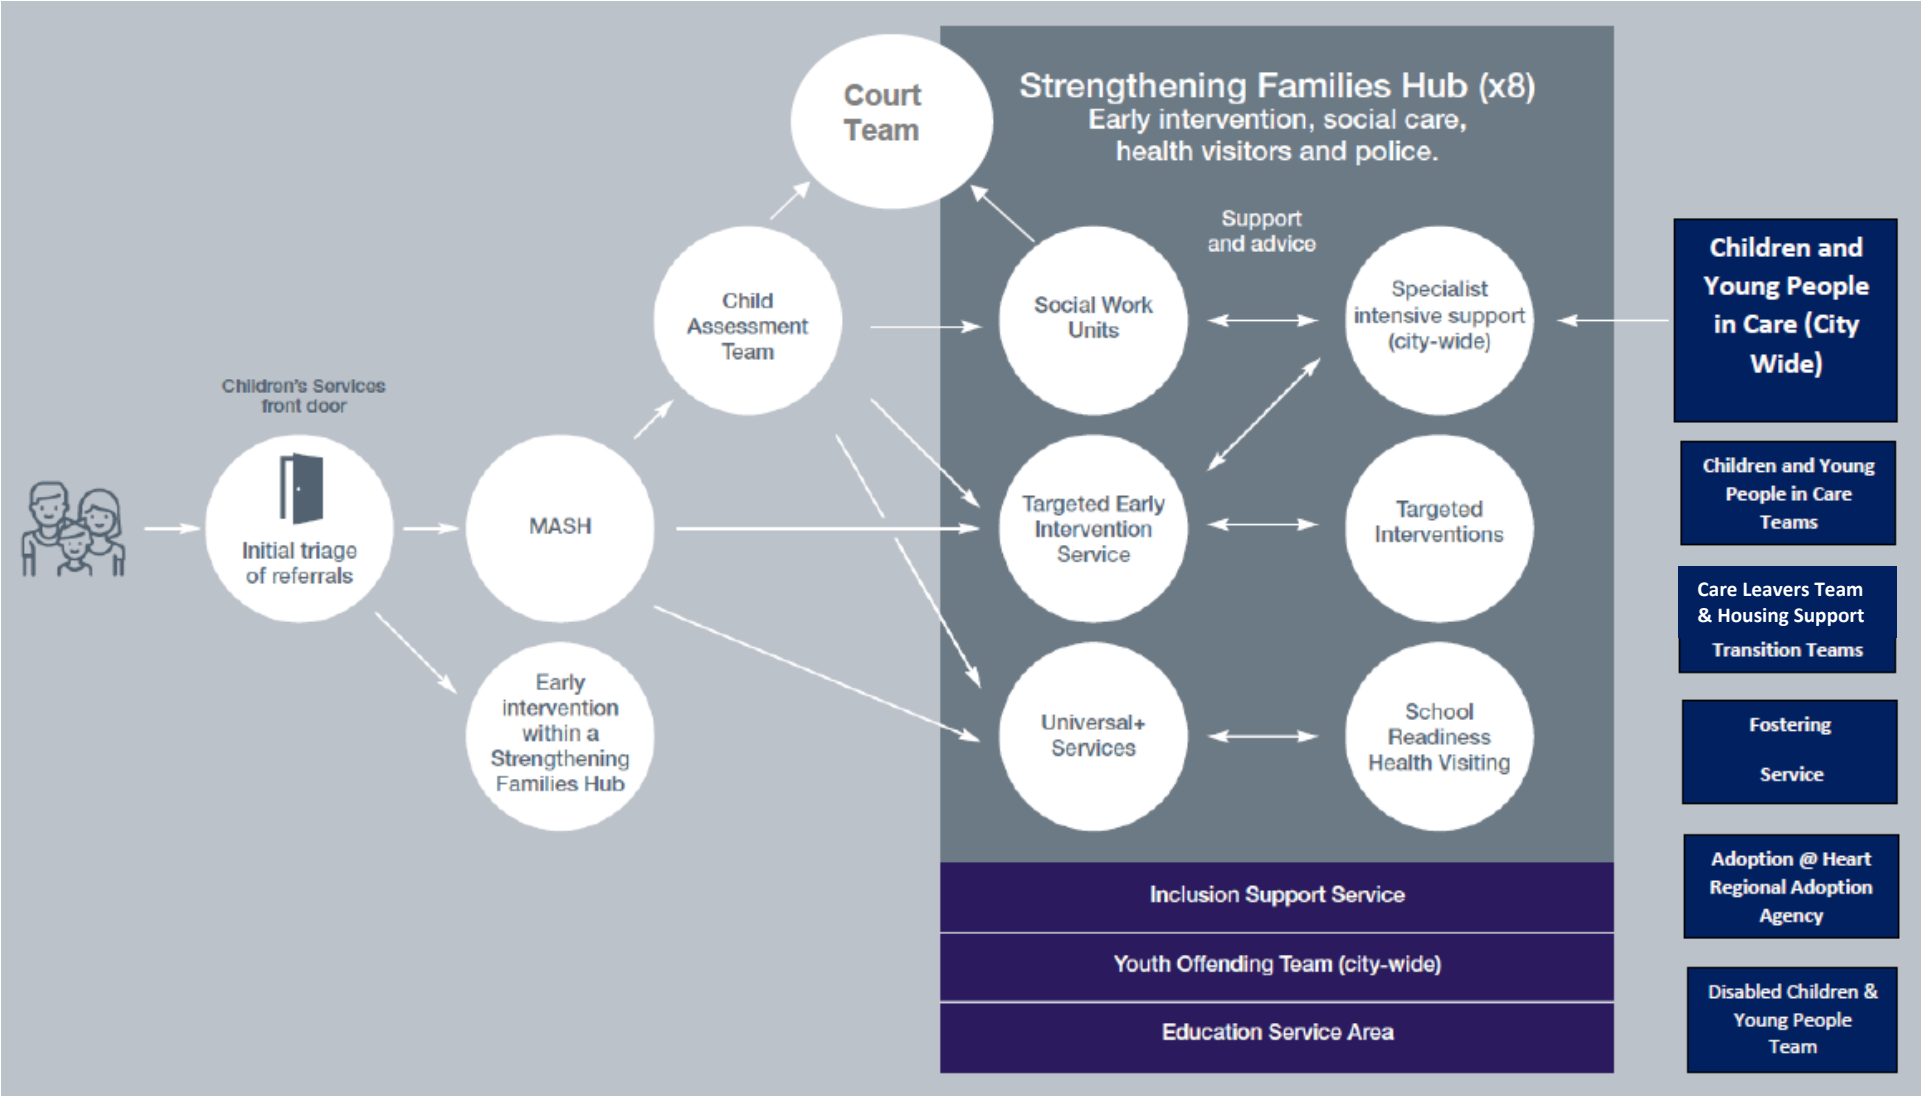 Court
Team
Strengthening Families Hub (x8)
Early intervention, social care,
health visitors and police.
Support
and advice
Child
Assessment
Team
Social Work
Units
Specialist
intensive support
(city-wide)
Children and
Young People
in Care (City
Wide)
Children's Services
front door
Initial triage
of referrals
MASH
Targeted Early
Intervention
Service
Targeted
Interventions
Children and Young
People in Care
Teams
Care Leavers Team
& Housing Support
Transition Teams
Early
intervention
within a
Strengthening
Families Hub
Universal+
Services
School
Readiness
Health Visiting
Fostering
Service
Inclusion Support Service
Youth Offending Team (city-wide)
Education Service Area
Adoption @ Heart
Regional Adoption
Agency
Disabled Children &
Young People
Team